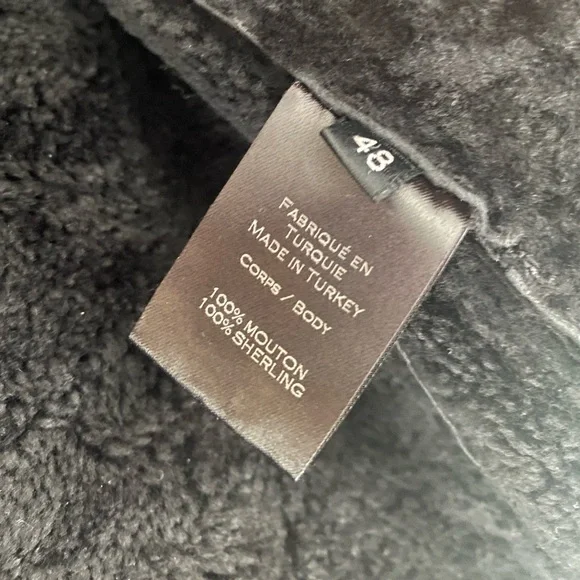 48
FABRIQUÉ EN
TURQUIE
MADE IN TURKEY
CORPS / BODY
100% MOUTON
100% SHERLING